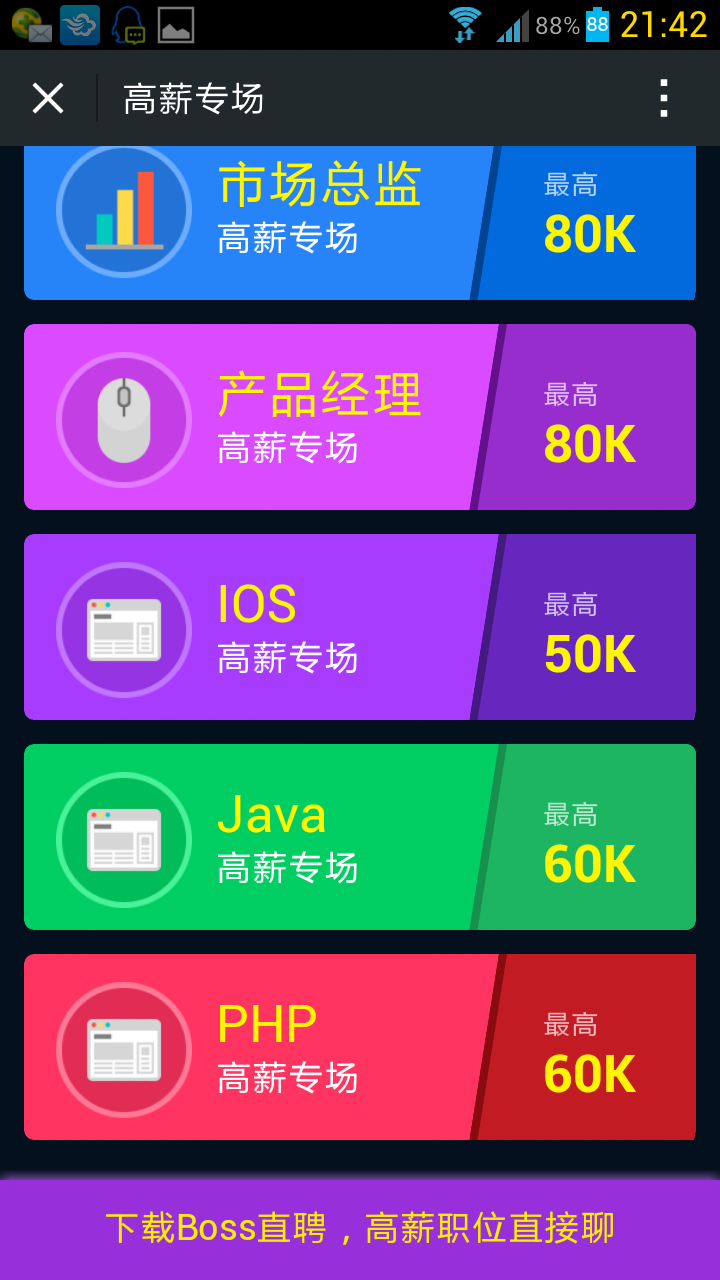 88%
88
21:42
高薪专场
市场总监
高薪专场
最高
80K
产品经理
高薪专场
最高
80K
IOS
高薪专场
最高
50K
Java
高薪专场
最高
60K
PHP
高薪专场
最高
60K
下载Boss直聘，高薪职位直接聊